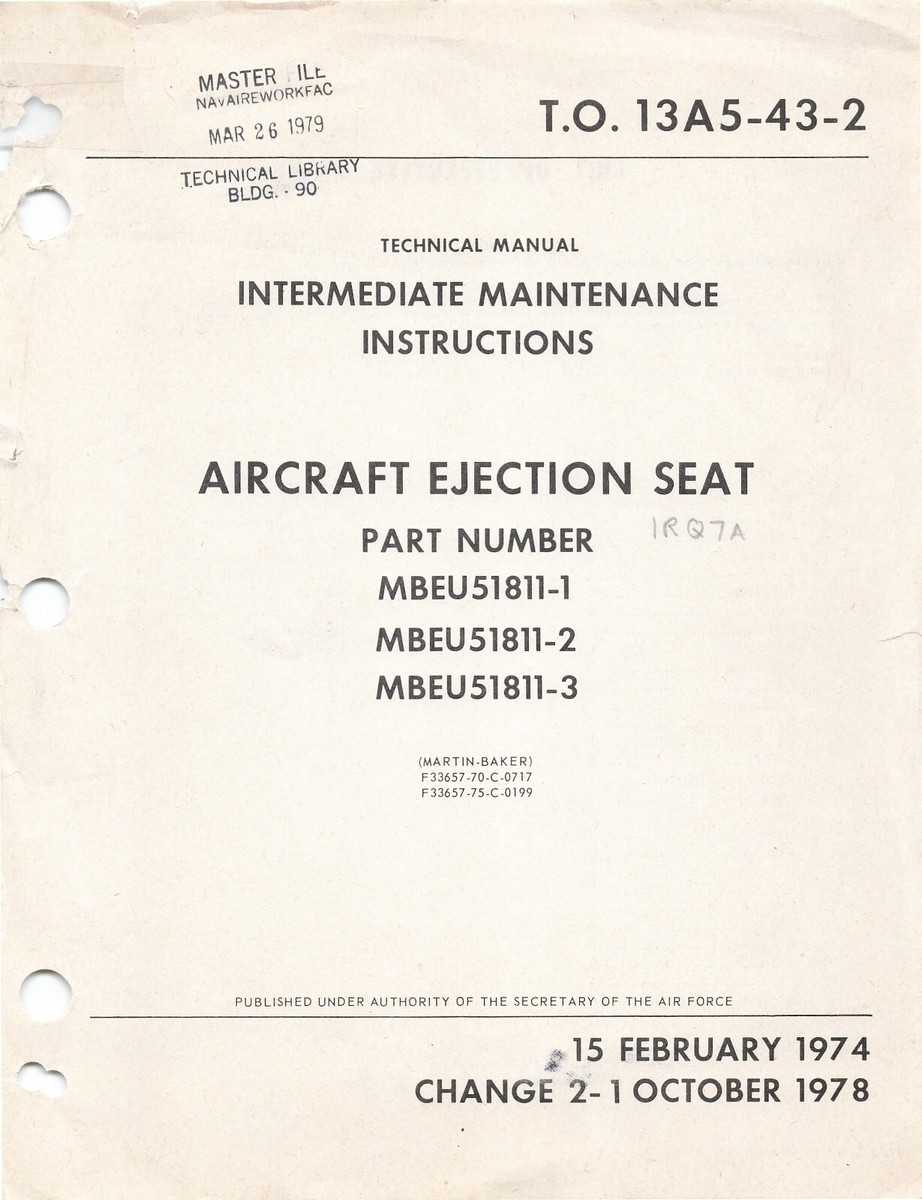 MASTER FILE
NAVAIREWORKFAC
MAR 26 1979
TECHNICAL LIBRARY
BLDG. - 90
T.O. 13A5-43-2
TECHNICAL MANUAL
INTERMEDIATE MAINTENANCE
INSTRUCTIONS
AIRCRAFT EJECTION SEAT
IRQ7A
PART NUMBER
MBEU51811-1
MBEU51811-2
MBEU51811-3
(MARTIN-BAKER)
F33657-70-C-0717
F33657-75-C-0199
PUBLISHED UNDER AUTHORITY OF THE SECRETARY OF THE AIR FORCE
15 FEBRUARY 1974
CHANGE 2- 1 OCTOBER 1978